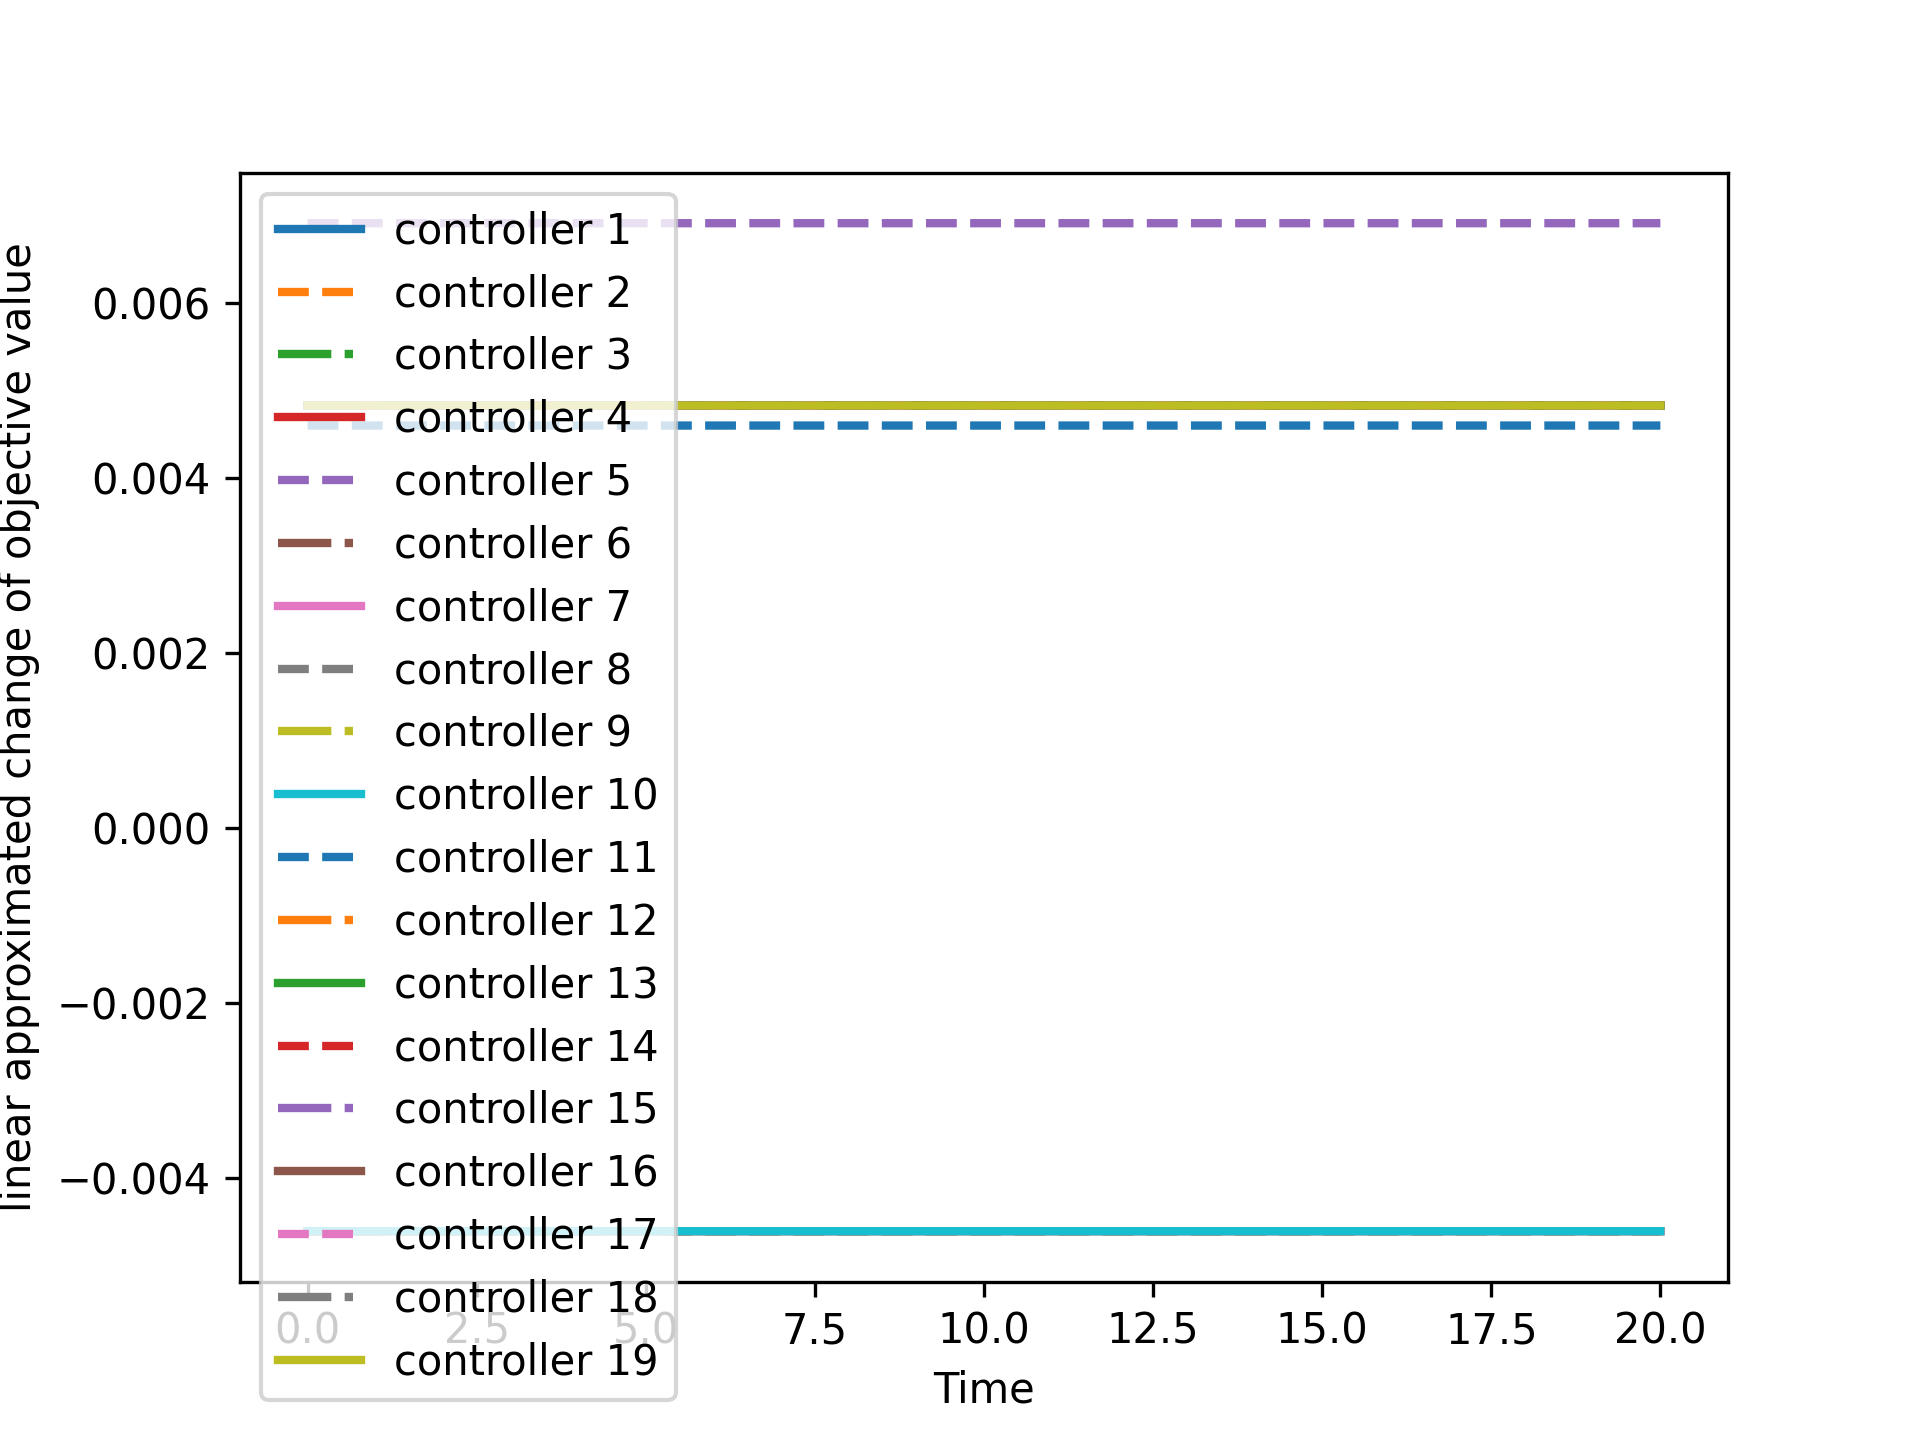 linear approximated change of objective value
0.006
0.004
0.002
0.000
−0.002
−0.004
controller 1
controller 2
controller 3
controller 4
controller 5
controller 6
controller 7
controller 8
controller 9
controller 10
controller 11
controller 12
controller 13
controller 14
controller 15
controller 16
controller 17
controller 18
controller 19
0.0 2.5 5.0 7.5 10.0 12.5 15.0 17.5 20.0
Time